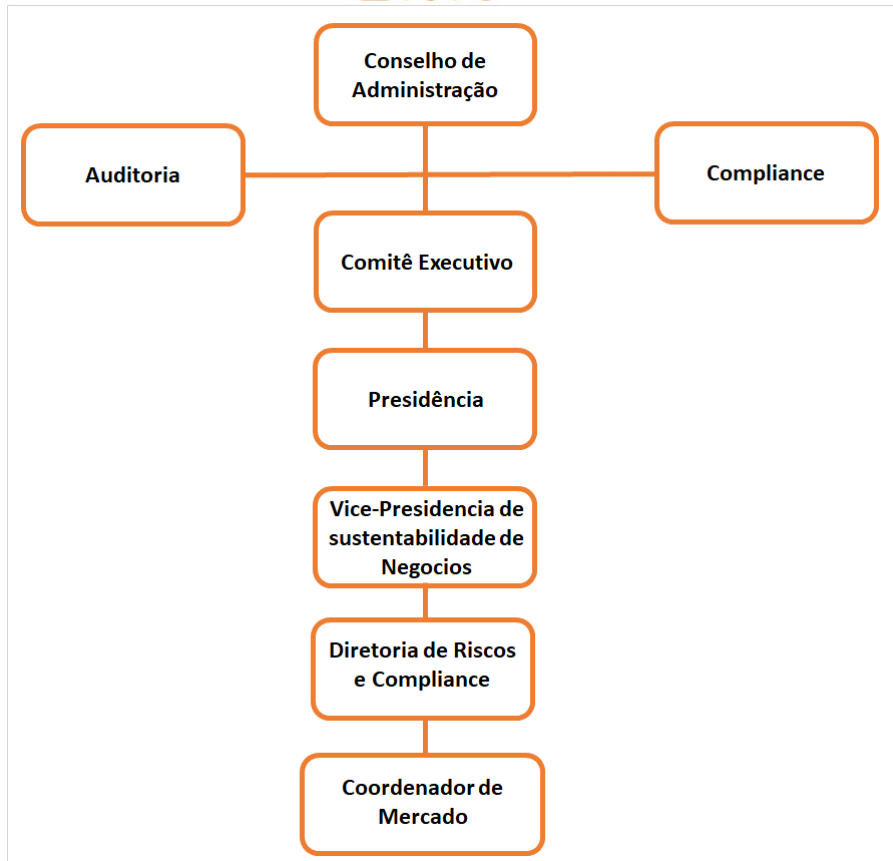 Conselho de
Administração
Auditoria
Compliance
Comitê Executivo
Presidência
Vice-Presidencia de
sustentabilidade de
Negocios
Diretoria de Riscos
e Compliance
Coordenador de
Mercado